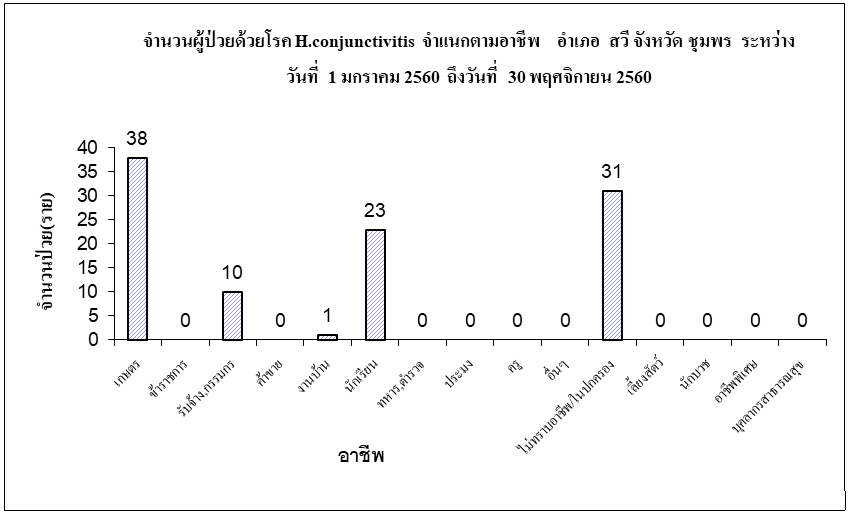 จำนวนผู้ป่วยด้วยโรค H.conjunctivitis จำแนกตามอาชีพ อำเภอ สวี จังหวัด ชุมพร ระหว่าง
วันที่ 1 มกราคม 2560 ถึงวันที่ 30 พฤศจิกายน 2560
จำนวนป่วย(ราย)
40
35
30
25
20
15
10
5
0
38
0
10
0
1
23
0
0
0
0
31
0
0
0
0
เกษตร
ข้าราชการ
รับจ้าง,กรรมกร
ค้าขาย
งานบ้าน
นักเรียน
ทหาร,ตำรวจ
ประมง
ครู
อื่นๆ
ไม่ทราบอาชีพ/ในปกครอง
เลี้ยงสัตว์
นักบวช
อาชีพพิเศษ
บุคลากรสาธารณสุข
อาชีพ